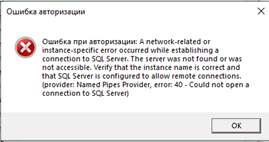 Ошибка авторизации
Ошибка при авторизации: A network-related or
instance-specific error occurred while establishing a
connection to SQL Server. The server was not found or was
not accessible. Verify that the instance name is correct and
that SQL Server is configured to allow remote connections.
(provider: Named Pipes Provider, error: 40 - Could not open a
connection to SQL Server)
OK